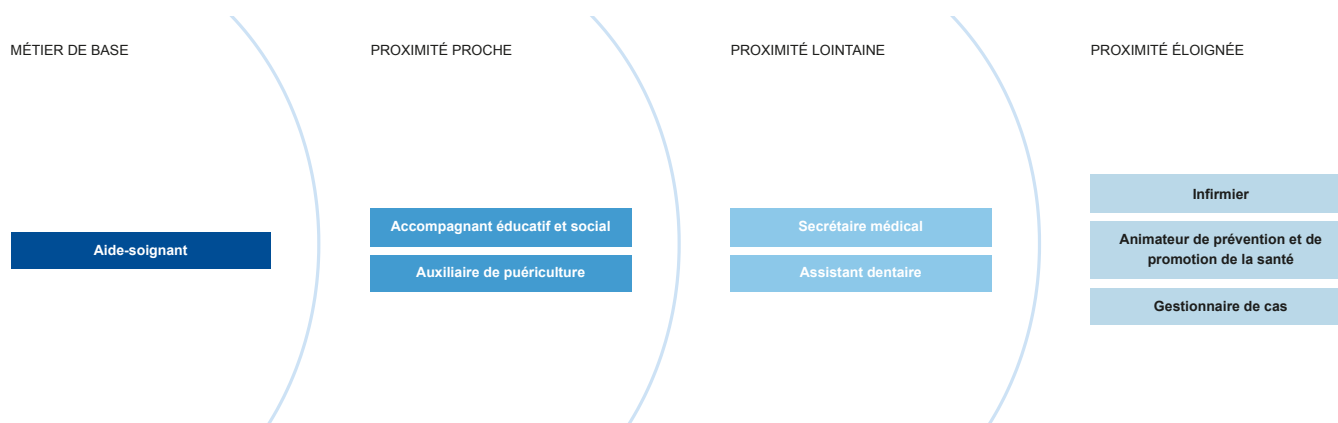 MÉTIER DE BASE
Aide-soignant
PROXIMITÉ PROCHE
Accompagnant éducatif et social
Auxiliaire de puériculture
PROXIMITÉ LOINTAINE
Secrétaire médical
Assistant dentaire
PROXIMITÉ ÉLOIGNÉE
Infirmier
Animateur de prévention et de
promotion de la santé
Gestionnaire de cas